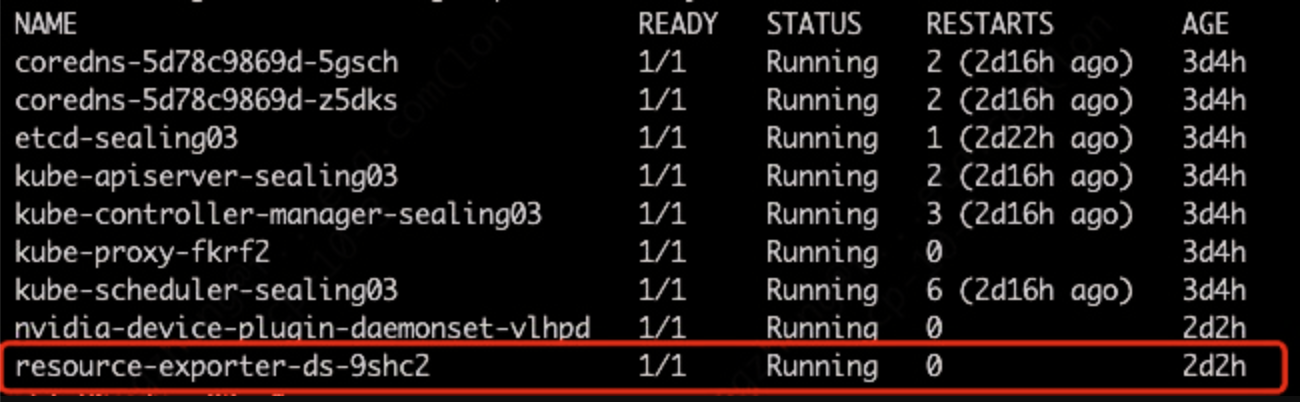 NAME READY STATUS RESTARTS AGE
coredns-5d78c9869d-5gsch 1/1 Running 2 (2d16h ago) 3d4h
coredns-5d78c9869d-z5dks 1/1 Running 2 (2d16h ago) 3d4h
etcd-sealing03 1/1 Running 1 (2d22h ago) 3d4h
kube-apiserver-sealing03 1/1 Running 2 (2d16h ago) 3d4h
kube-controller-manager-sealing03 1/1 Running 3 (2d16h ago) 3d4h
kube-proxy-fkrf2 1/1 Running 0 3d4h
kube-scheduler-sealing03 1/1 Running 6 (2d16h ago) 3d4h
nvidia-device-plugin-daemonset-vlhpd 1/1 Running 0 2d2h
resource-exporter-ds-9shc2 1/1 Running 0 2d2h